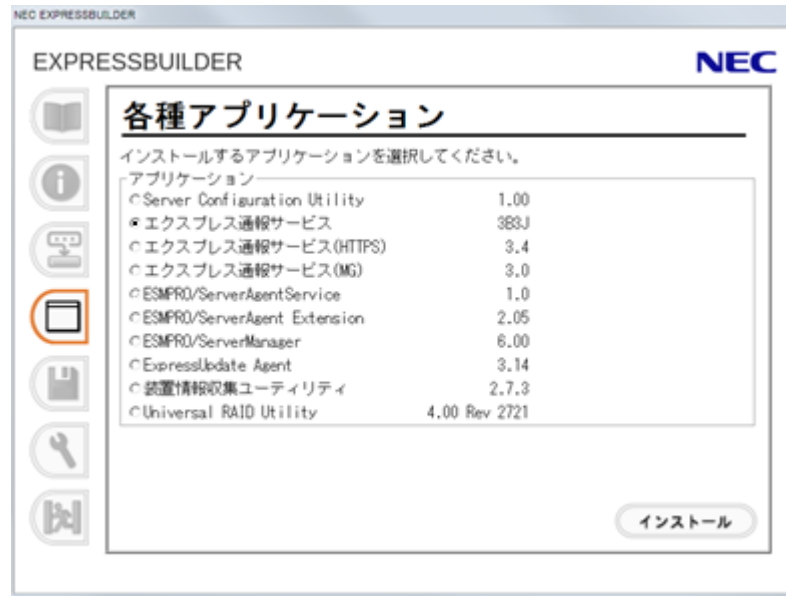 NEC EXPRESSBUILDER
EXPRESSBUILDER
NEC
各種アプリケーション
インストールするアプリケーションを選択してください。
アプリケーション
Server Configuration Utility 1.00
エクスプレス通報サービス 3B3J
エクスプレス通報サービス(HTTPS) 3.4
エクスプレス通報サービス(MG) 3.0
ESMPRO/ServerAgentService 1.0
ESMPRO/ServerAgent Extension 2.05
ESMPRO/ServerManager 6.00
ExpressUpdate Agent 3.14
装置情報収集ユーティリティ 2.7.3
Universal RAID Utility 4.00 Rev 2721
インストール